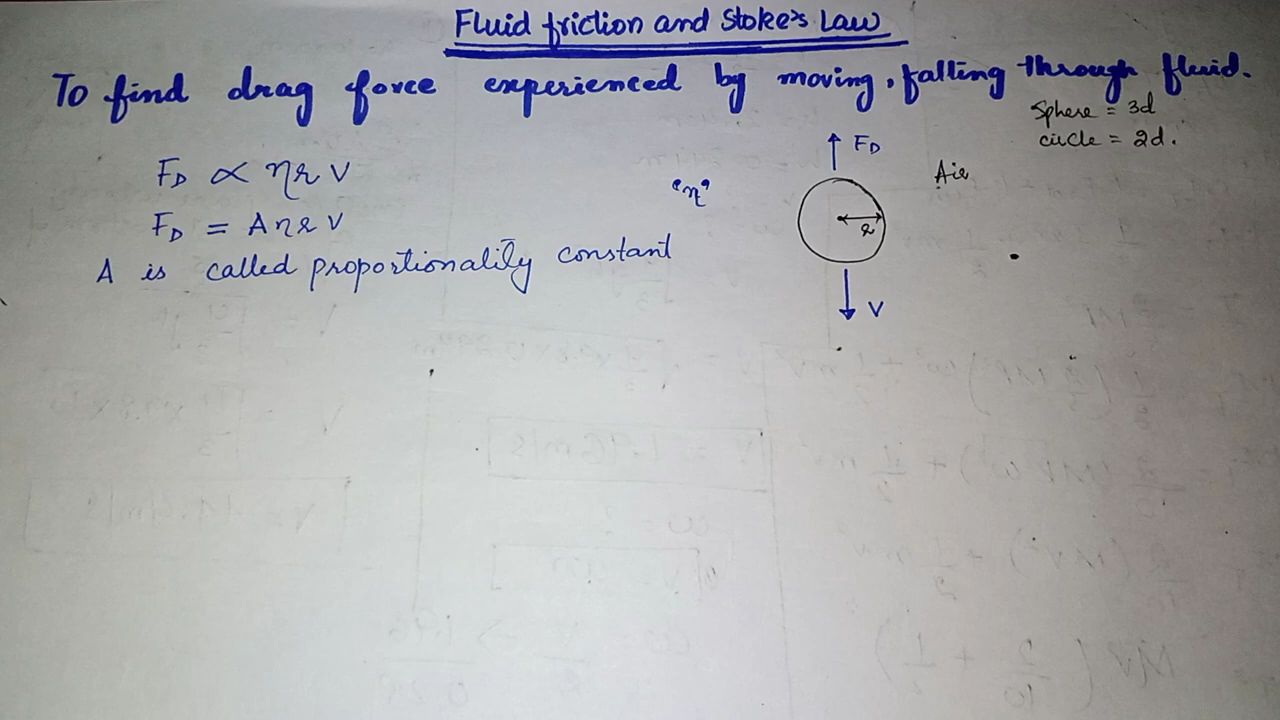 Fluid friction and Stoke's Law
To find drag force experienced by moving, falling through fluid.
Sphere = 3d
circle = 2d.
F_D ∝ ηrV
"η"
F_D
Air
F_D = AηrV
r
A is called proportionality constant
V